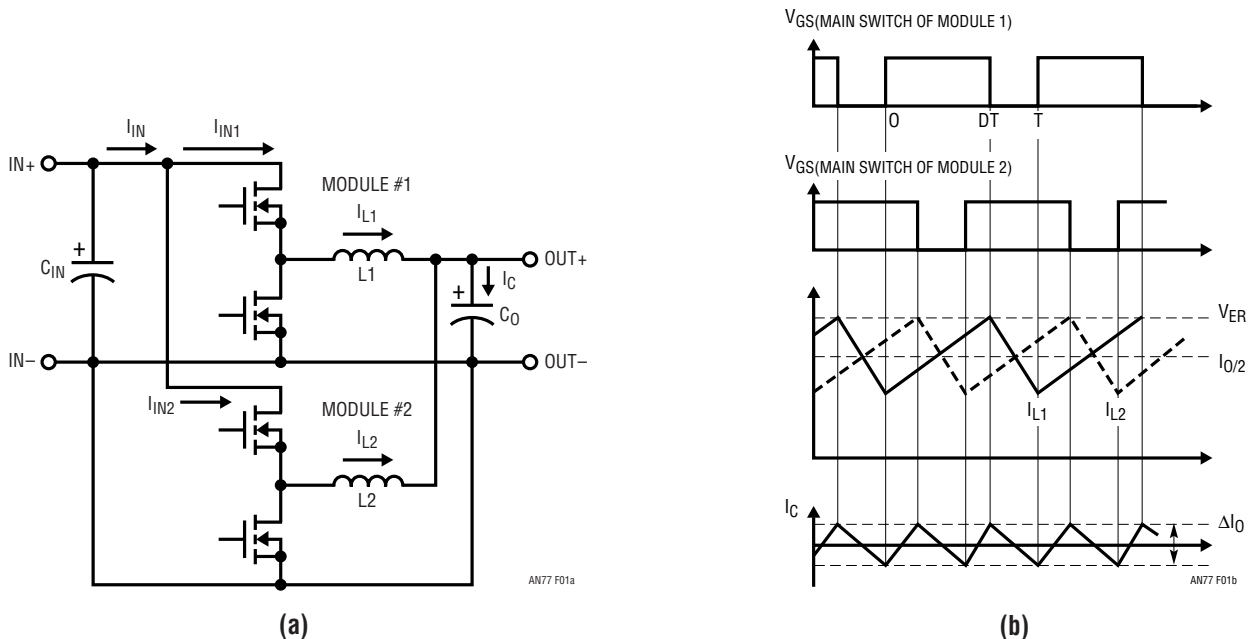 I_IN
I_IN1
IN+
MODULE #1
I_L1
L1
OUT+
C_IN
+
I_C
+
C_O
IN–
OUT–
I_IN2
MODULE #2
I_L2
L2
AN77 F01a
(a)
V_GS(MAIN SWITCH OF MODULE 1)
O DT T
V_GS(MAIN SWITCH OF MODULE 2)
V_ER
I_O/2
I_L1 I_L2
I_C
ΔI_O
AN77 F01b
(b)